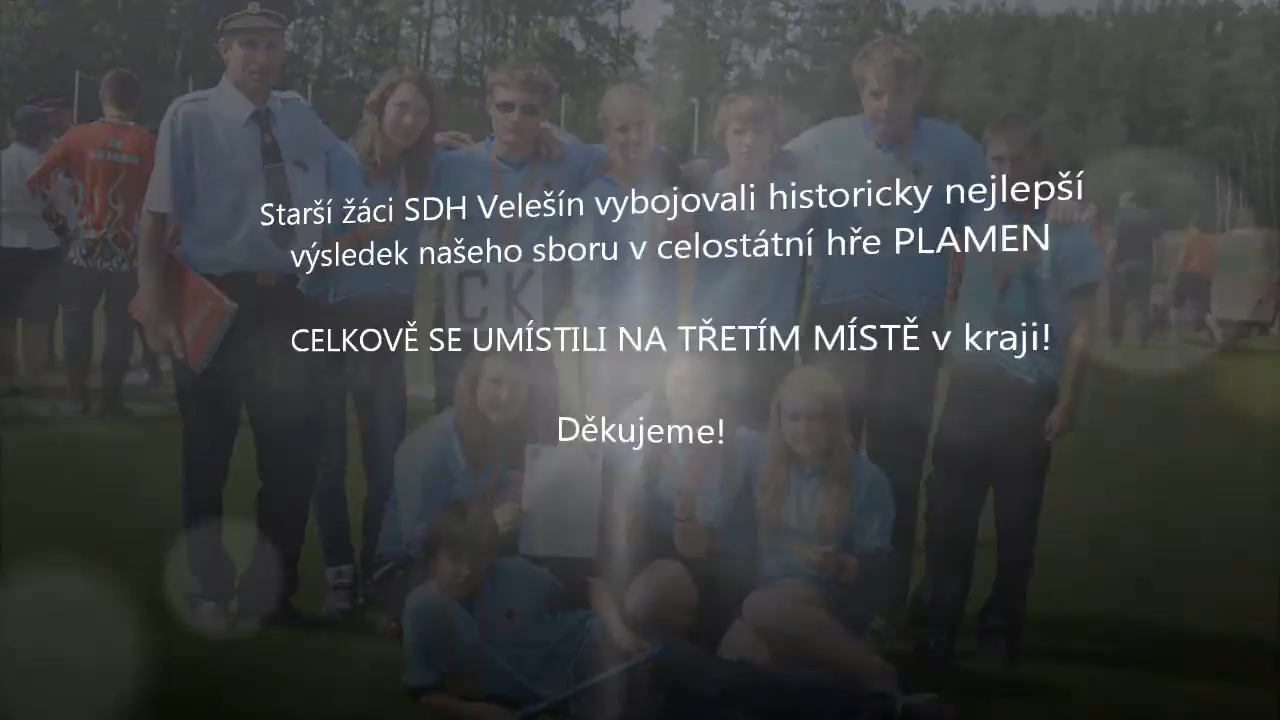 Starší žáci SDH Velešín vybojovali historicky nejlepší
výsledek našeho sboru v celostátní hře PLAMEN
CELKOVĚ SE UMÍSTILI NA TŘETÍM MÍSTĚ v kraji!
Děkujeme!
CK